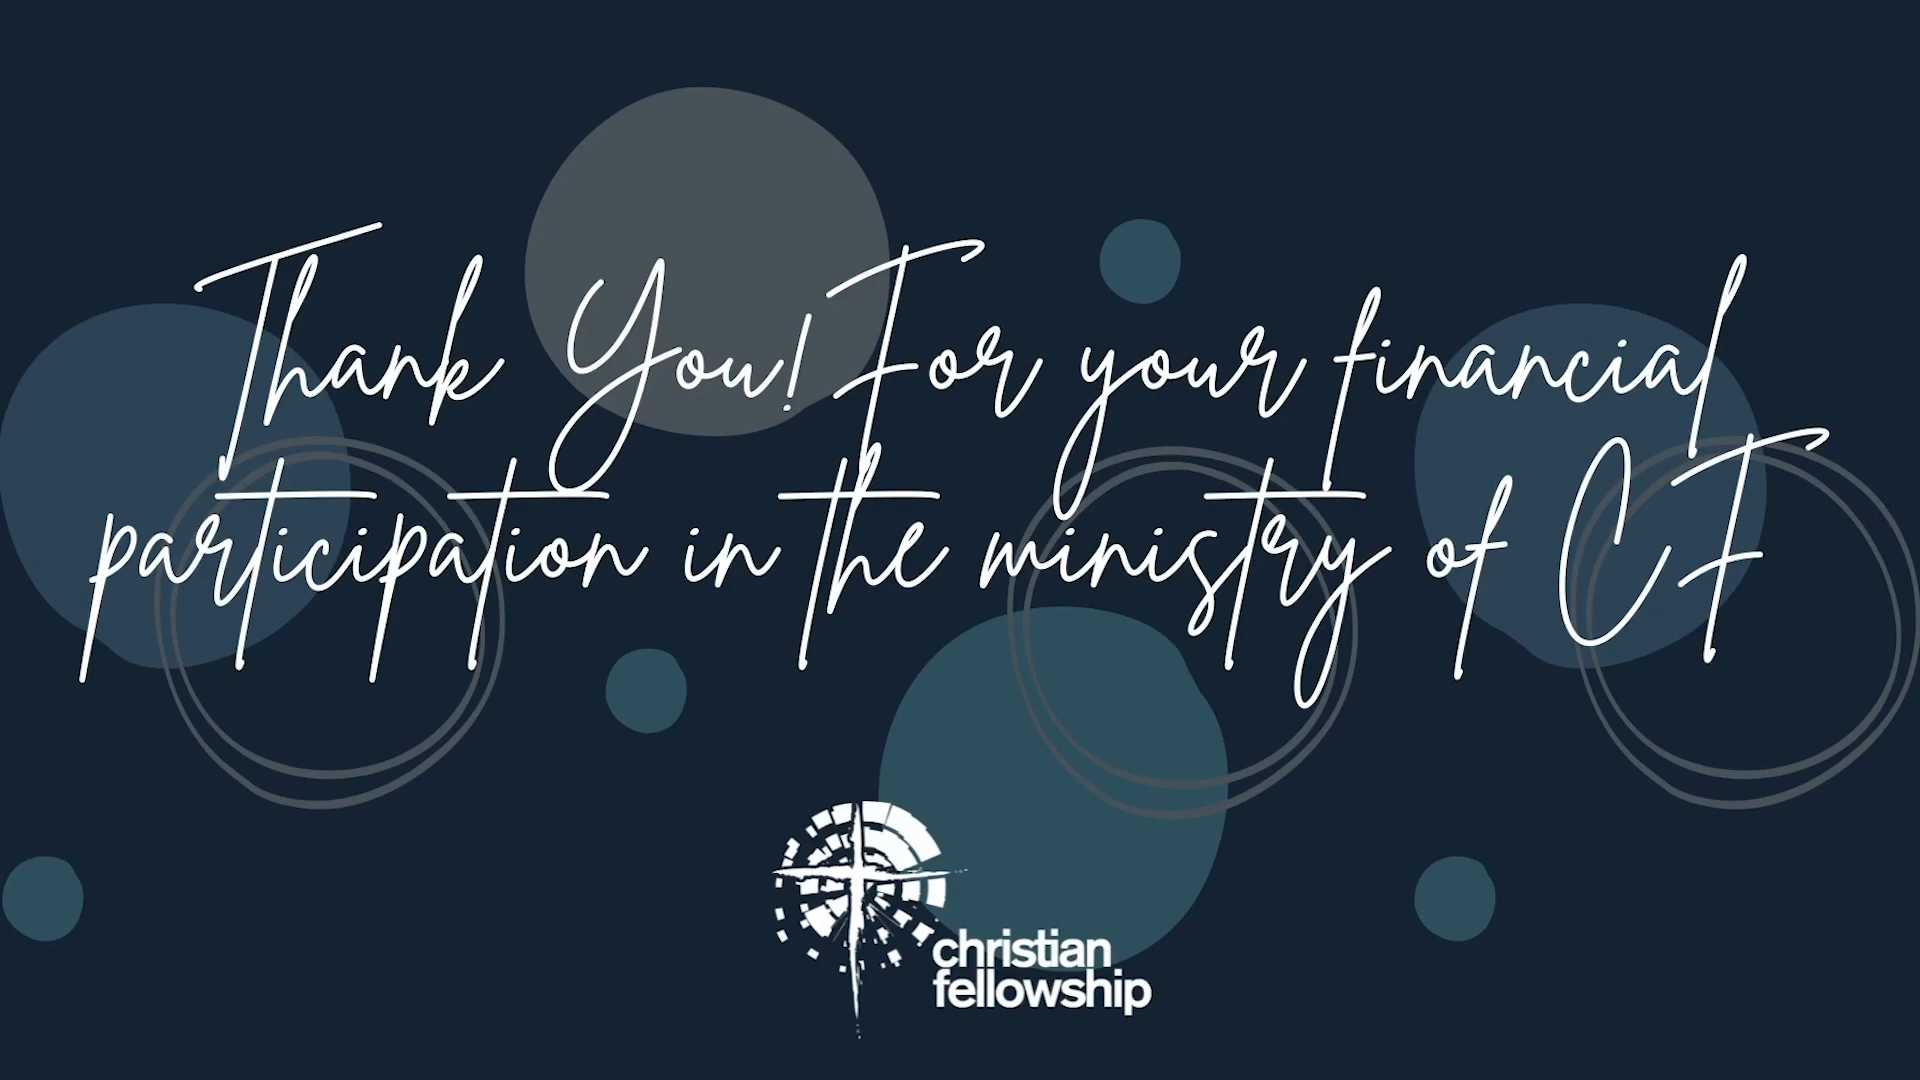 Thank You! For your financial
participation in the ministry of CF
christian
fellowship